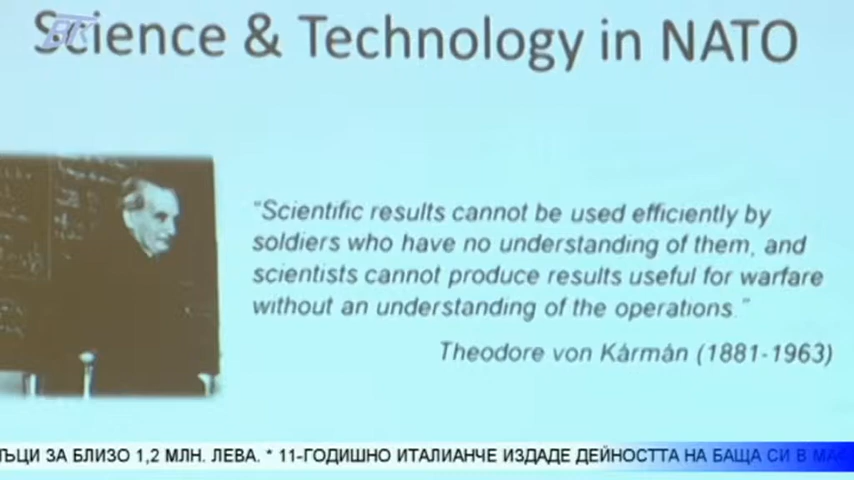 Science & Technology in NATO
БТК
"Scientific results cannot be used efficiently by
soldiers who have no understanding of them, and
scientists cannot produce results useful for warfare
without an understanding of the operations."
Theodore von Kármán (1881-1963)
ЗА БЛИЗО 1,2 МЛН. ЛЕВА. * 11-ГОДИШНО ИТАЛИАНЧЕ ИЗДАДЕ ДЕЙНОСТТА НА БАЩА СИ В